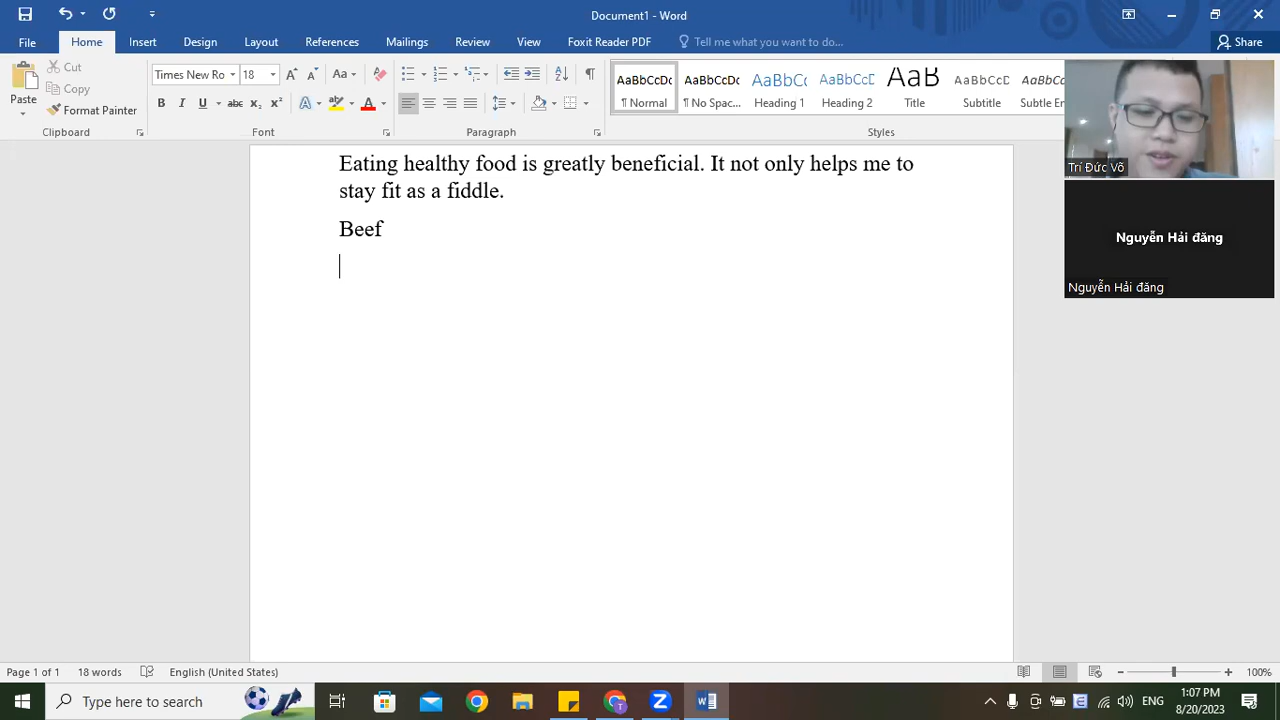 Document1 - Word
File Home Insert Design Layout References Mailings Review View Foxit Reader PDF Tell me what you want to do... Share
Paste
Cut
Copy
Format Painter
Clipboard
Times New Ro 18
Font
Paragraph
AaBbCcDc AaBbCcDc AaBbCc AaBbCcD AaB AaBbCcD
¶ Normal ¶ No Spac... Heading Heading 2 Title Subtitle Subtle Em
Styles
Trí Đức Võ
Nguyễn Hải đăng
Nguyễn Hải đăng
Eating healthy food is greatly beneficial. It not only helps me to
stay fit as a fiddle.
Beef
Page 1 of 1 18 words English (United States) 100%
Type here to search
ENG
1:07 PM
8/20/2023